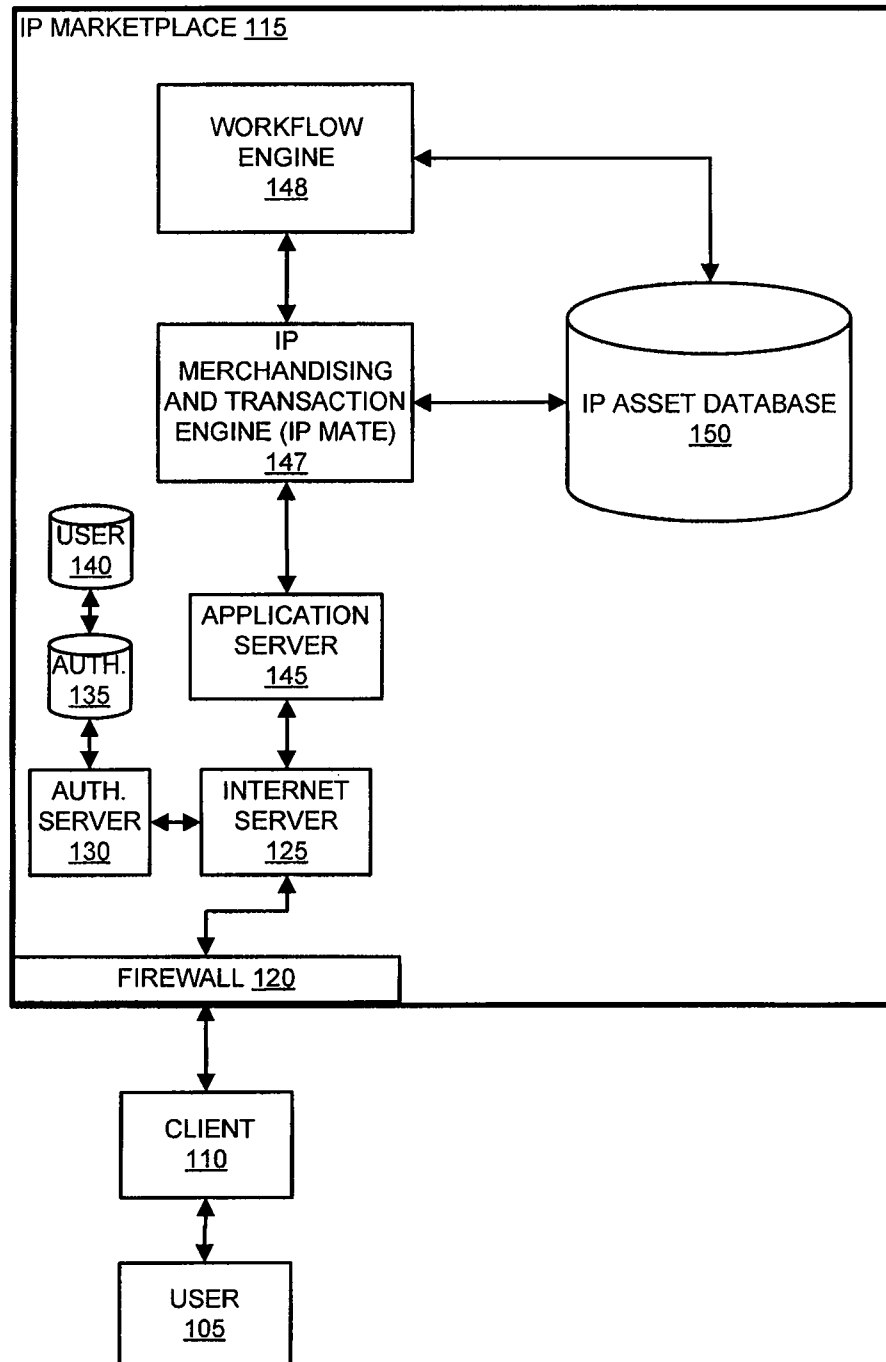 IP MARKETPLACE 115
WORKFLOW
ENGINE
148
IP
MERCHANDISING
AND TRANSACTION
ENGINE (IP MATE)
147
IP ASSET DATABASE
150
USER
140
AUTH.
135
APPLICATION
SERVER
145
AUTH.
SERVER
130
INTERNET
SERVER
125
FIREWALL 120
CLIENT
110
USER
105